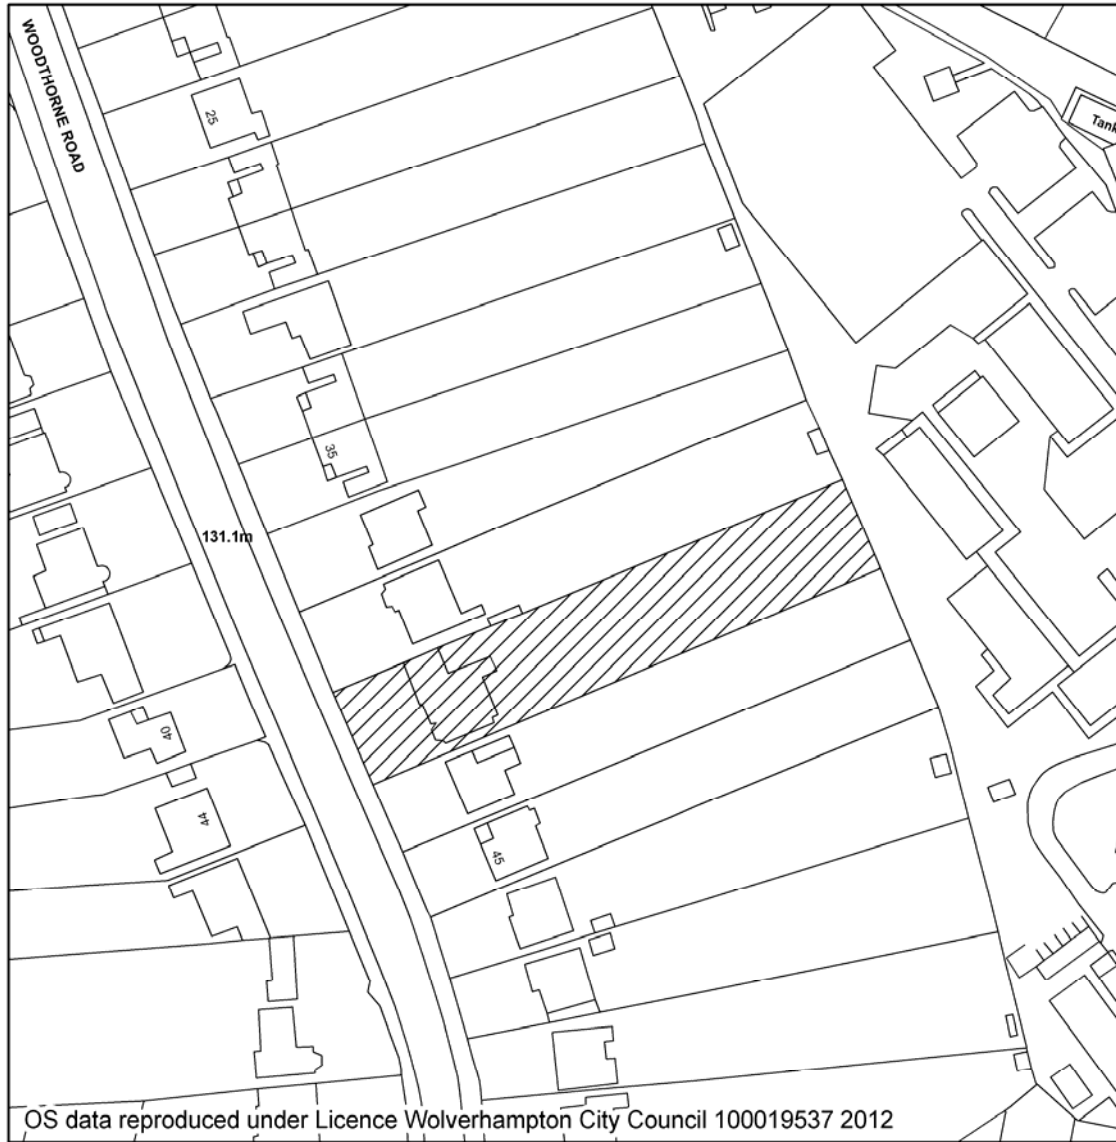 WOODTHORNE ROAD
25
Tank
35
131.1m
40
44
45
OS data reproduced under Licence Wolverhampton City Council 100019537 2012